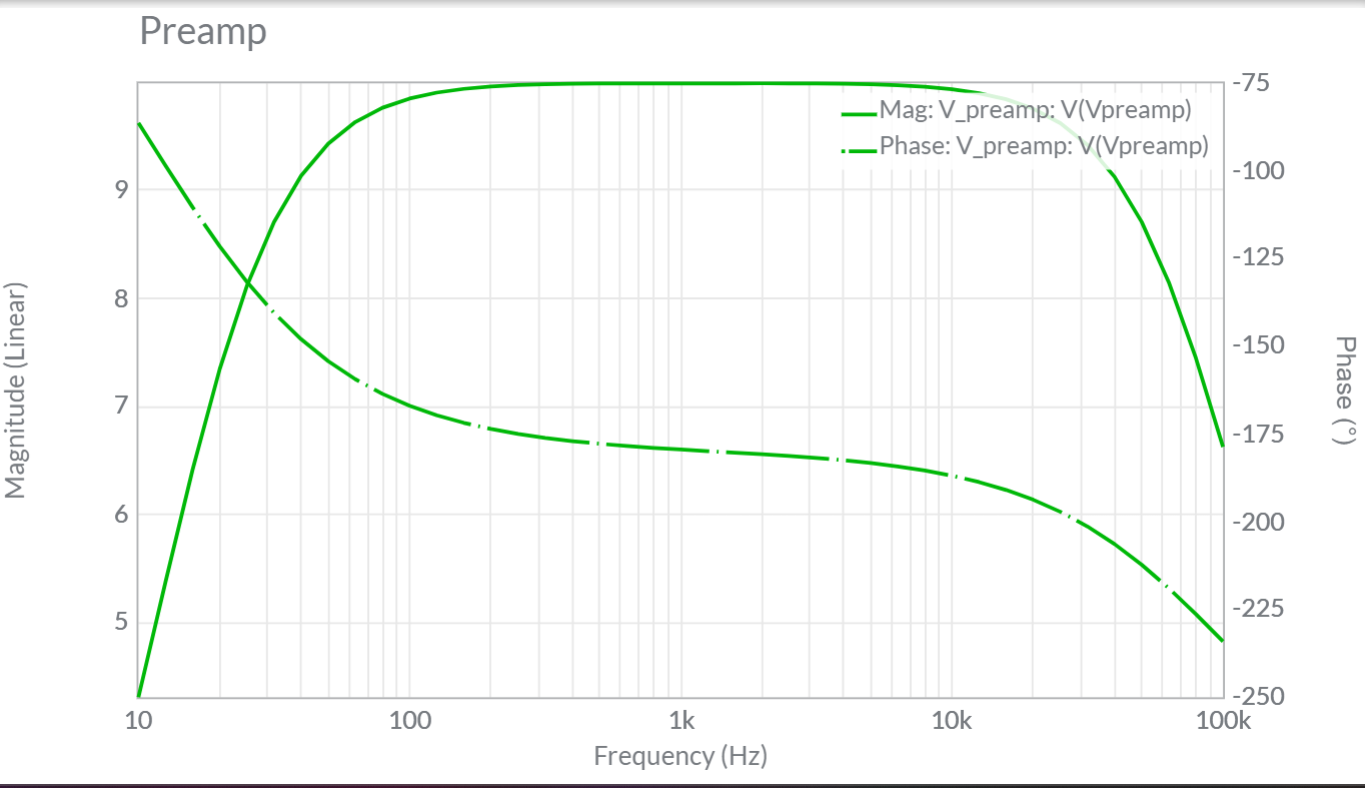 Preamp
Mag: V_preamp: V(Vpreamp)
Phase: V_preamp: V(Vpreamp)
Magnitude (Linear)
9
8
7
6
5
-75
-100
-125
-150
-175
-200
-225
-250
Phase (°)
10 100 1k 10k 100k
Frequency (Hz)